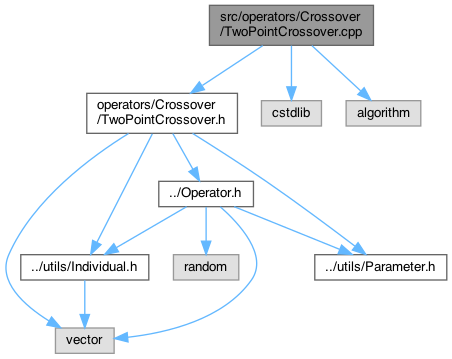 src/operators/Crossover
/TwoPointCrossover.cpp
operators/Crossover
/TwoPointCrossover.h
cstdlib
algorithm
../Operator.h
../utils/Individual.h
random
../utils/Parameter.h
vector